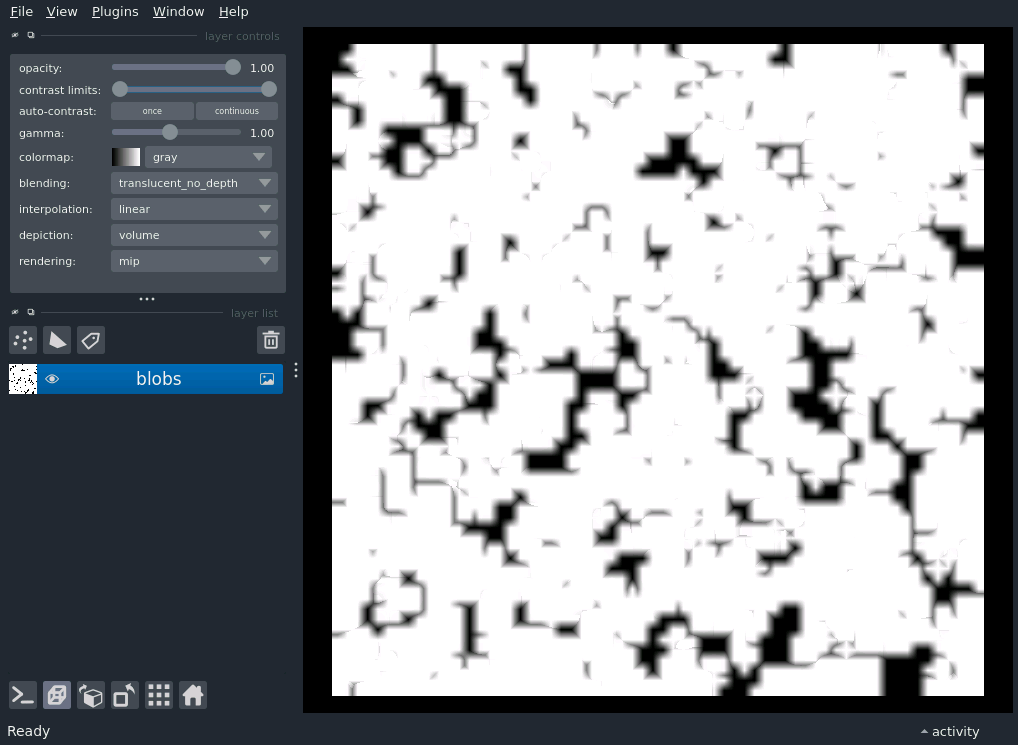 File View Plugins Window Help
layer controls
opacity: 1.00
contrast limits:
auto-contrast: once continuous
gamma: 1.00
colormap: gray
blending: translucent_no_depth
interpolation: linear
depiction: volume
rendering: mip
layer list
blobs
Ready activity